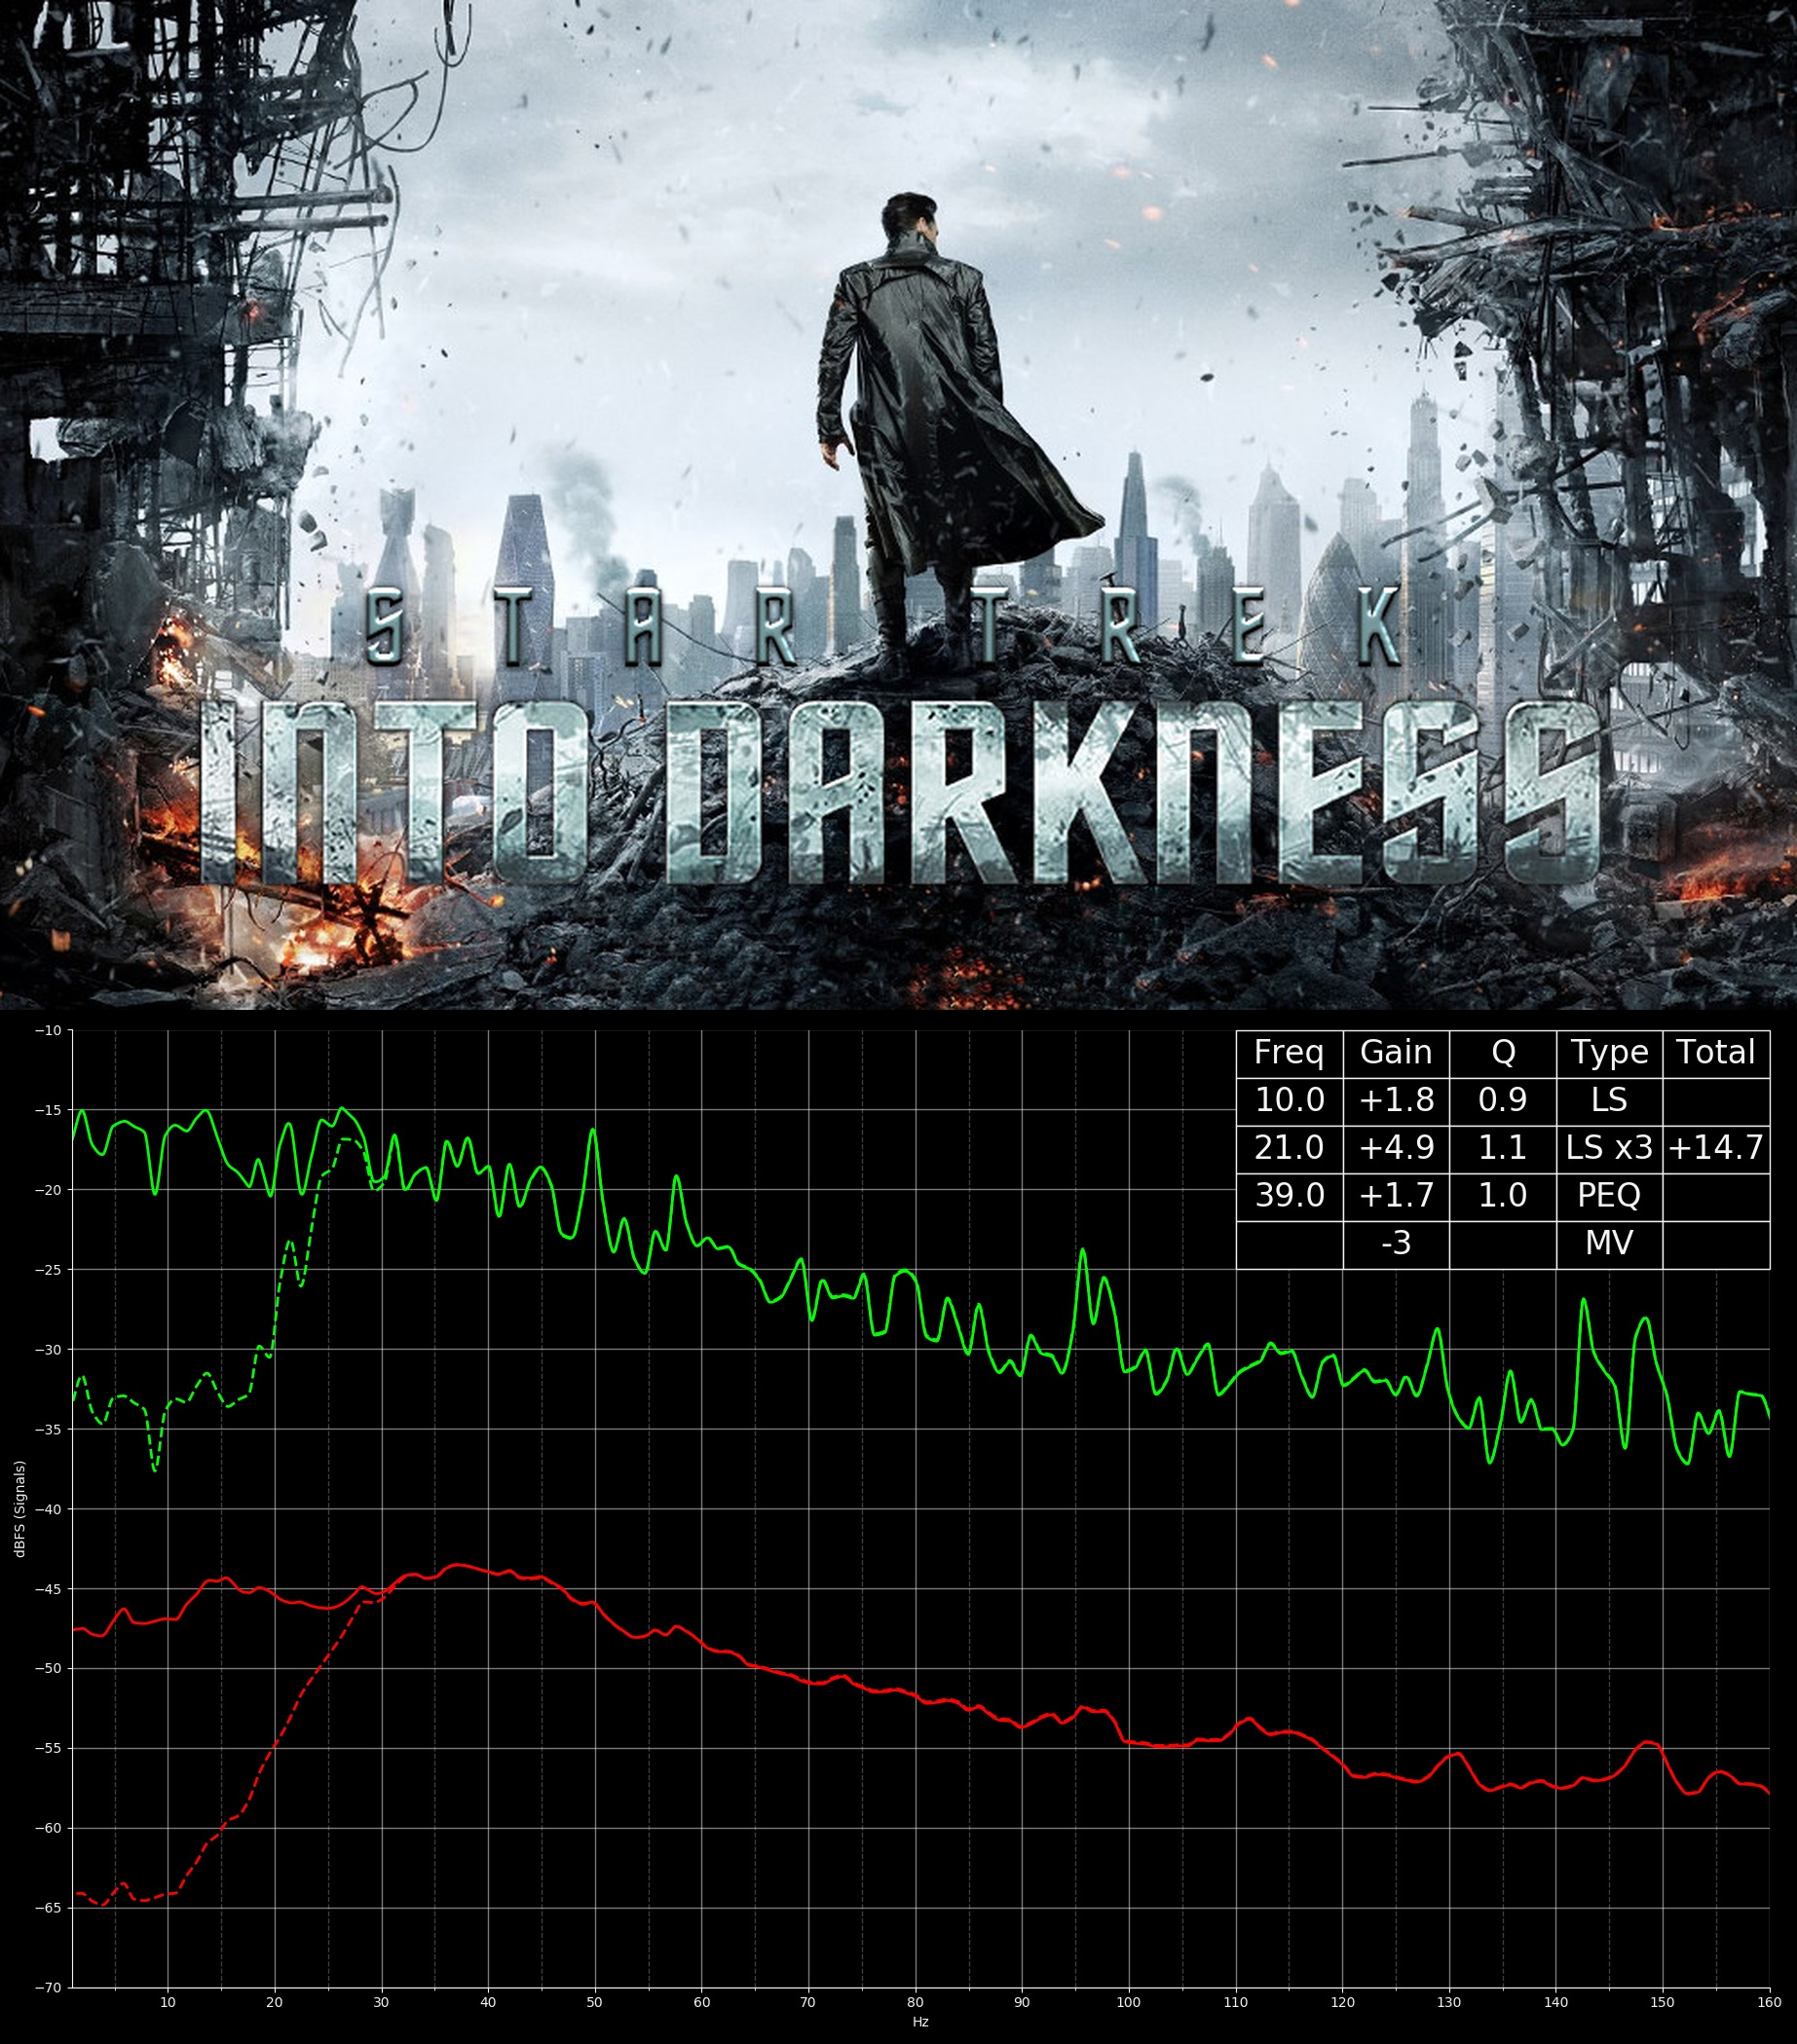 STAR TREK
INTO DARKNESS
Freq Gain Q Type Total
10.0 +1.8 0.9 LS
21.0 +4.9 1.1 LS x3 +14.7
39.0 +1.7 1.0 PEQ
-3 MV
−10
−15
−20
−25
−30
−35
−40
−45
−50
−55
−60
−65
−70
dBFS (Signals)
10 20 30 40 50 60 70 80 90 100 110 120 130 140 150 160
Hz